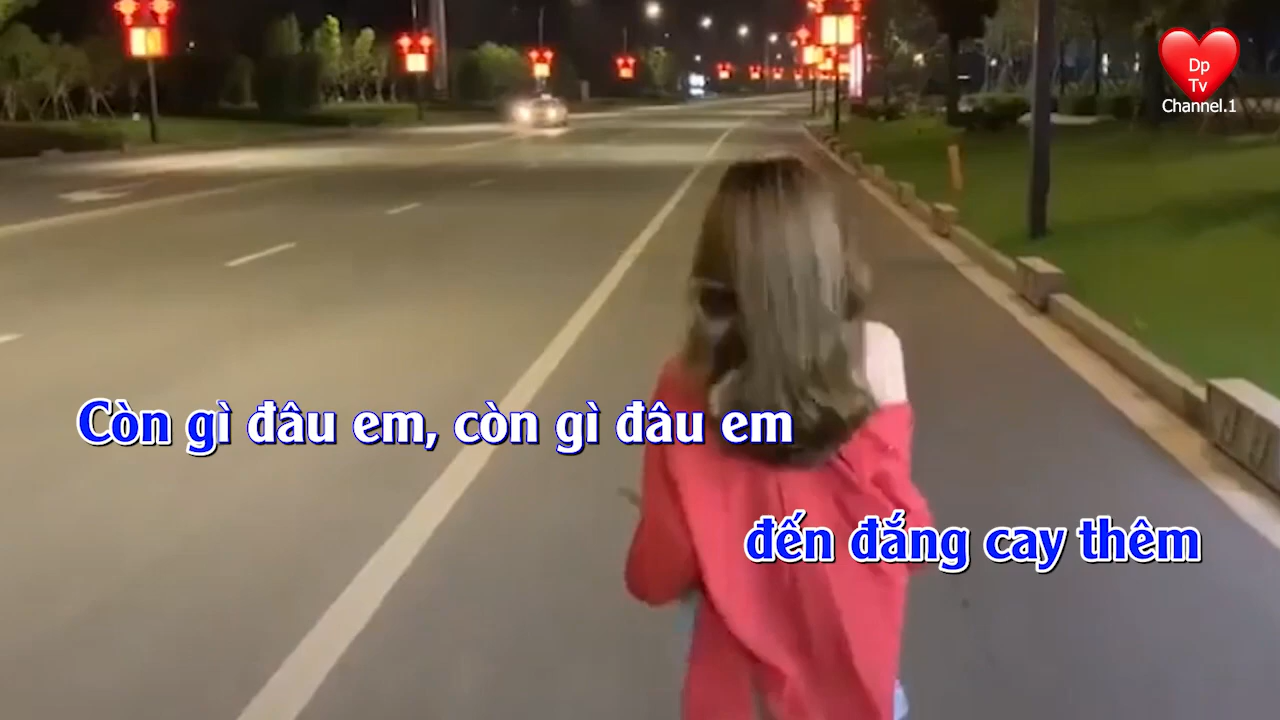 Dp
Tv
Channel.1
Còn gì đâu em, còn gì đâu em
đến đắng cay thêm